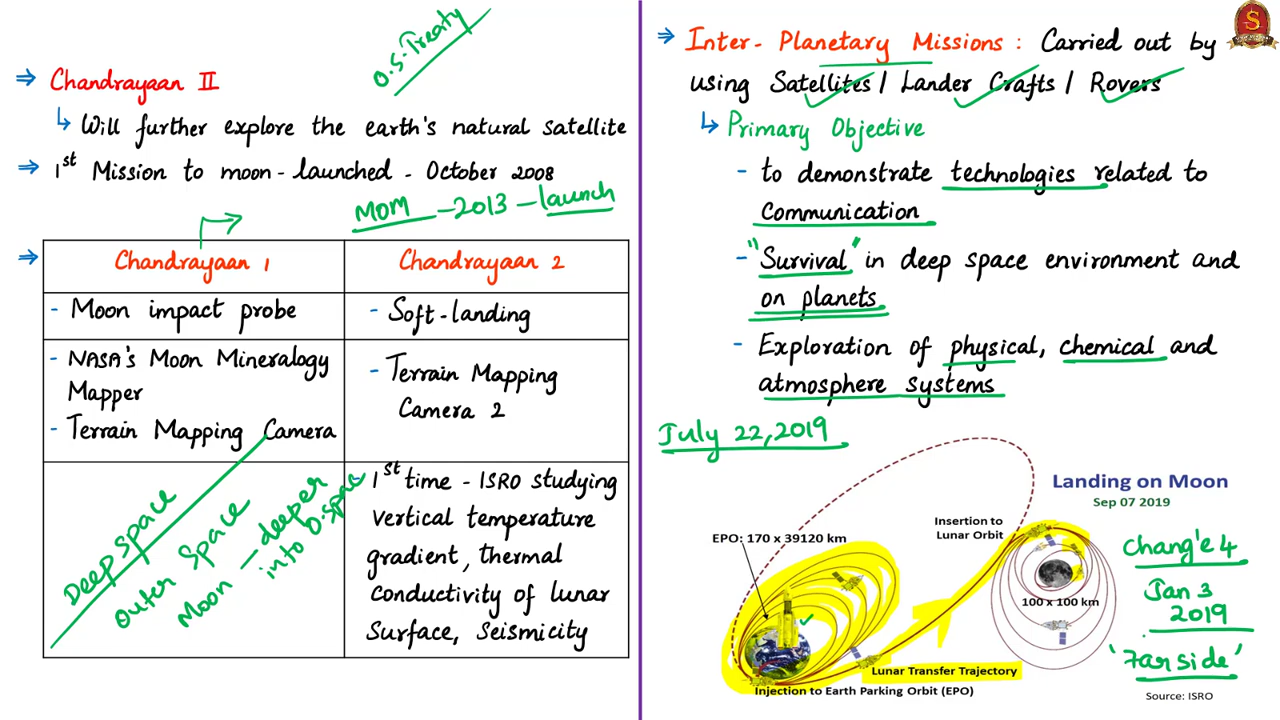 O.S. Treaty
⇒ Chandrayaan II
↳ Will further explore the earth's natural satellite
⇒ 1st Mission to moon - launched - October 2008
MOM - 2013 - launch
⇒ Chandrayaan 1
- Moon impact probe
- NASA's Moon Mineralogy
Mapper
- Terrain Mapping Camera
Deep space
Outer Space
Moon - deeper
into O.space
Chandrayaan 2
- Soft-landing
- Terrain Mapping
Camera 2
- 1st time - ISRO studying
vertical temperature
gradient, thermal
conductivity of lunar
Surface, Seismicity
S
⇒ Inter-Planetary Missions : Carried out by
using Satellites / Lander Crafts / Rovers
↳ Primary Objective
- to demonstrate technologies related to
Communication
- "Survival" in deep space environment and
on planets
- Exploration of physical, chemical and
atmosphere systems
July 22, 2019
Landing on Moon
Sep 07 2019
Insertion to
Lunar Orbit
EPO: 170 x 39120 km
100 x 100 km
Lunar Transfer Trajectory
Injection to Earth Parking Orbit (EPO)
Chang'e 4
Jan 3
2019
'Far side'
Source: ISRO